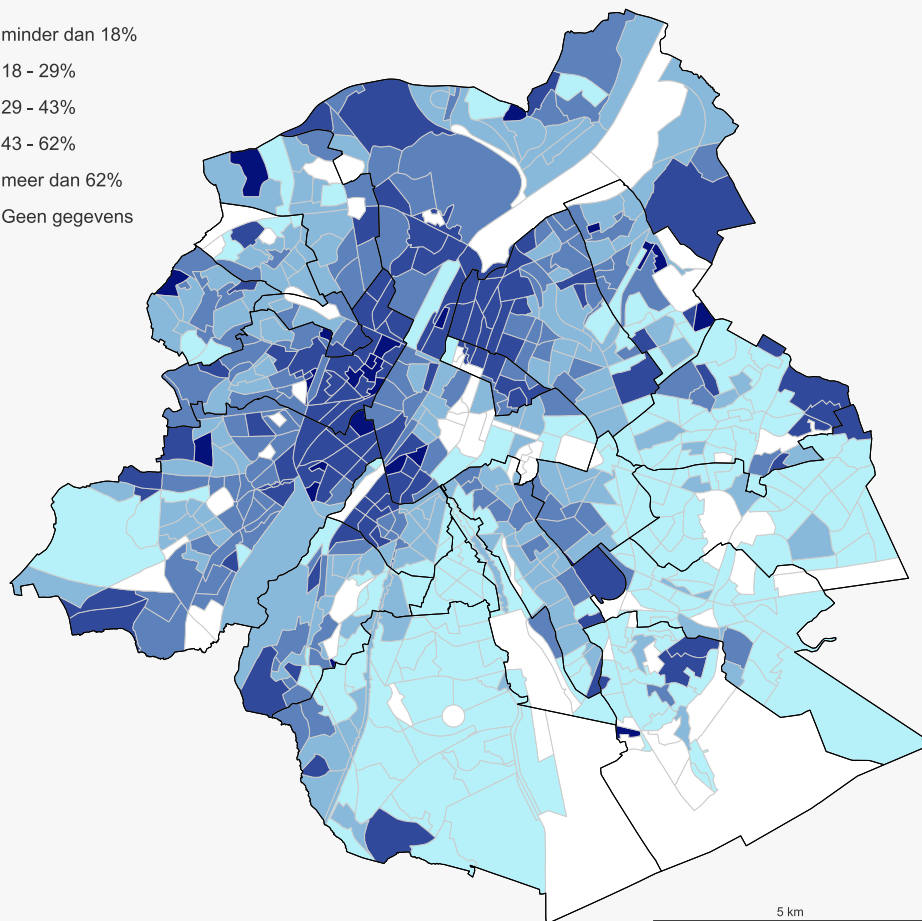 minder dan 18%
18 - 29%
29 - 43%
43 - 62%
meer dan 62%
Geen gegevens
5 km